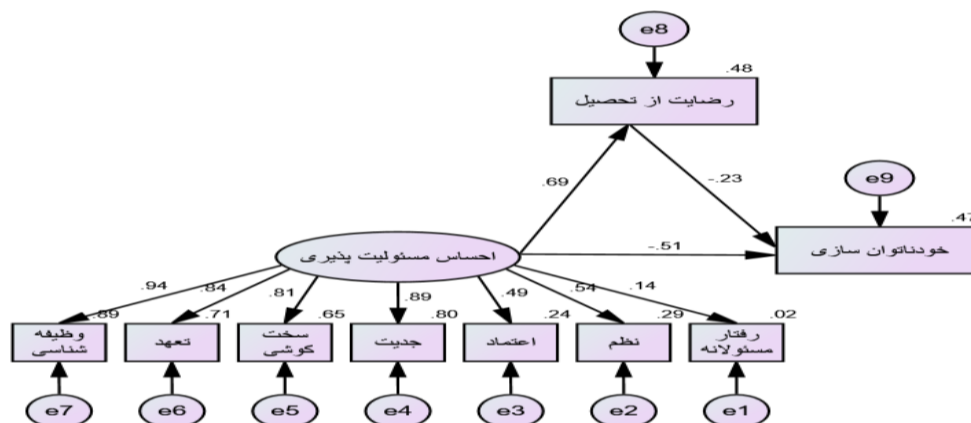 e8
.48
رضایت از تحصیل
e9
.69
-.23
.47
خودناتوان سازی
-.51
احساس مسئولیت پذیری
.94
.84
.81
.89
.49
.54
.14
.89
.71
.65
.80
.24
.29
.02
وظیفه
شناسی
تعهد
سخت
کوشی
جدیت
اعتماد
نظم
رفتار
مسئولانه
e7
e6
e5
e4
e3
e2
e1